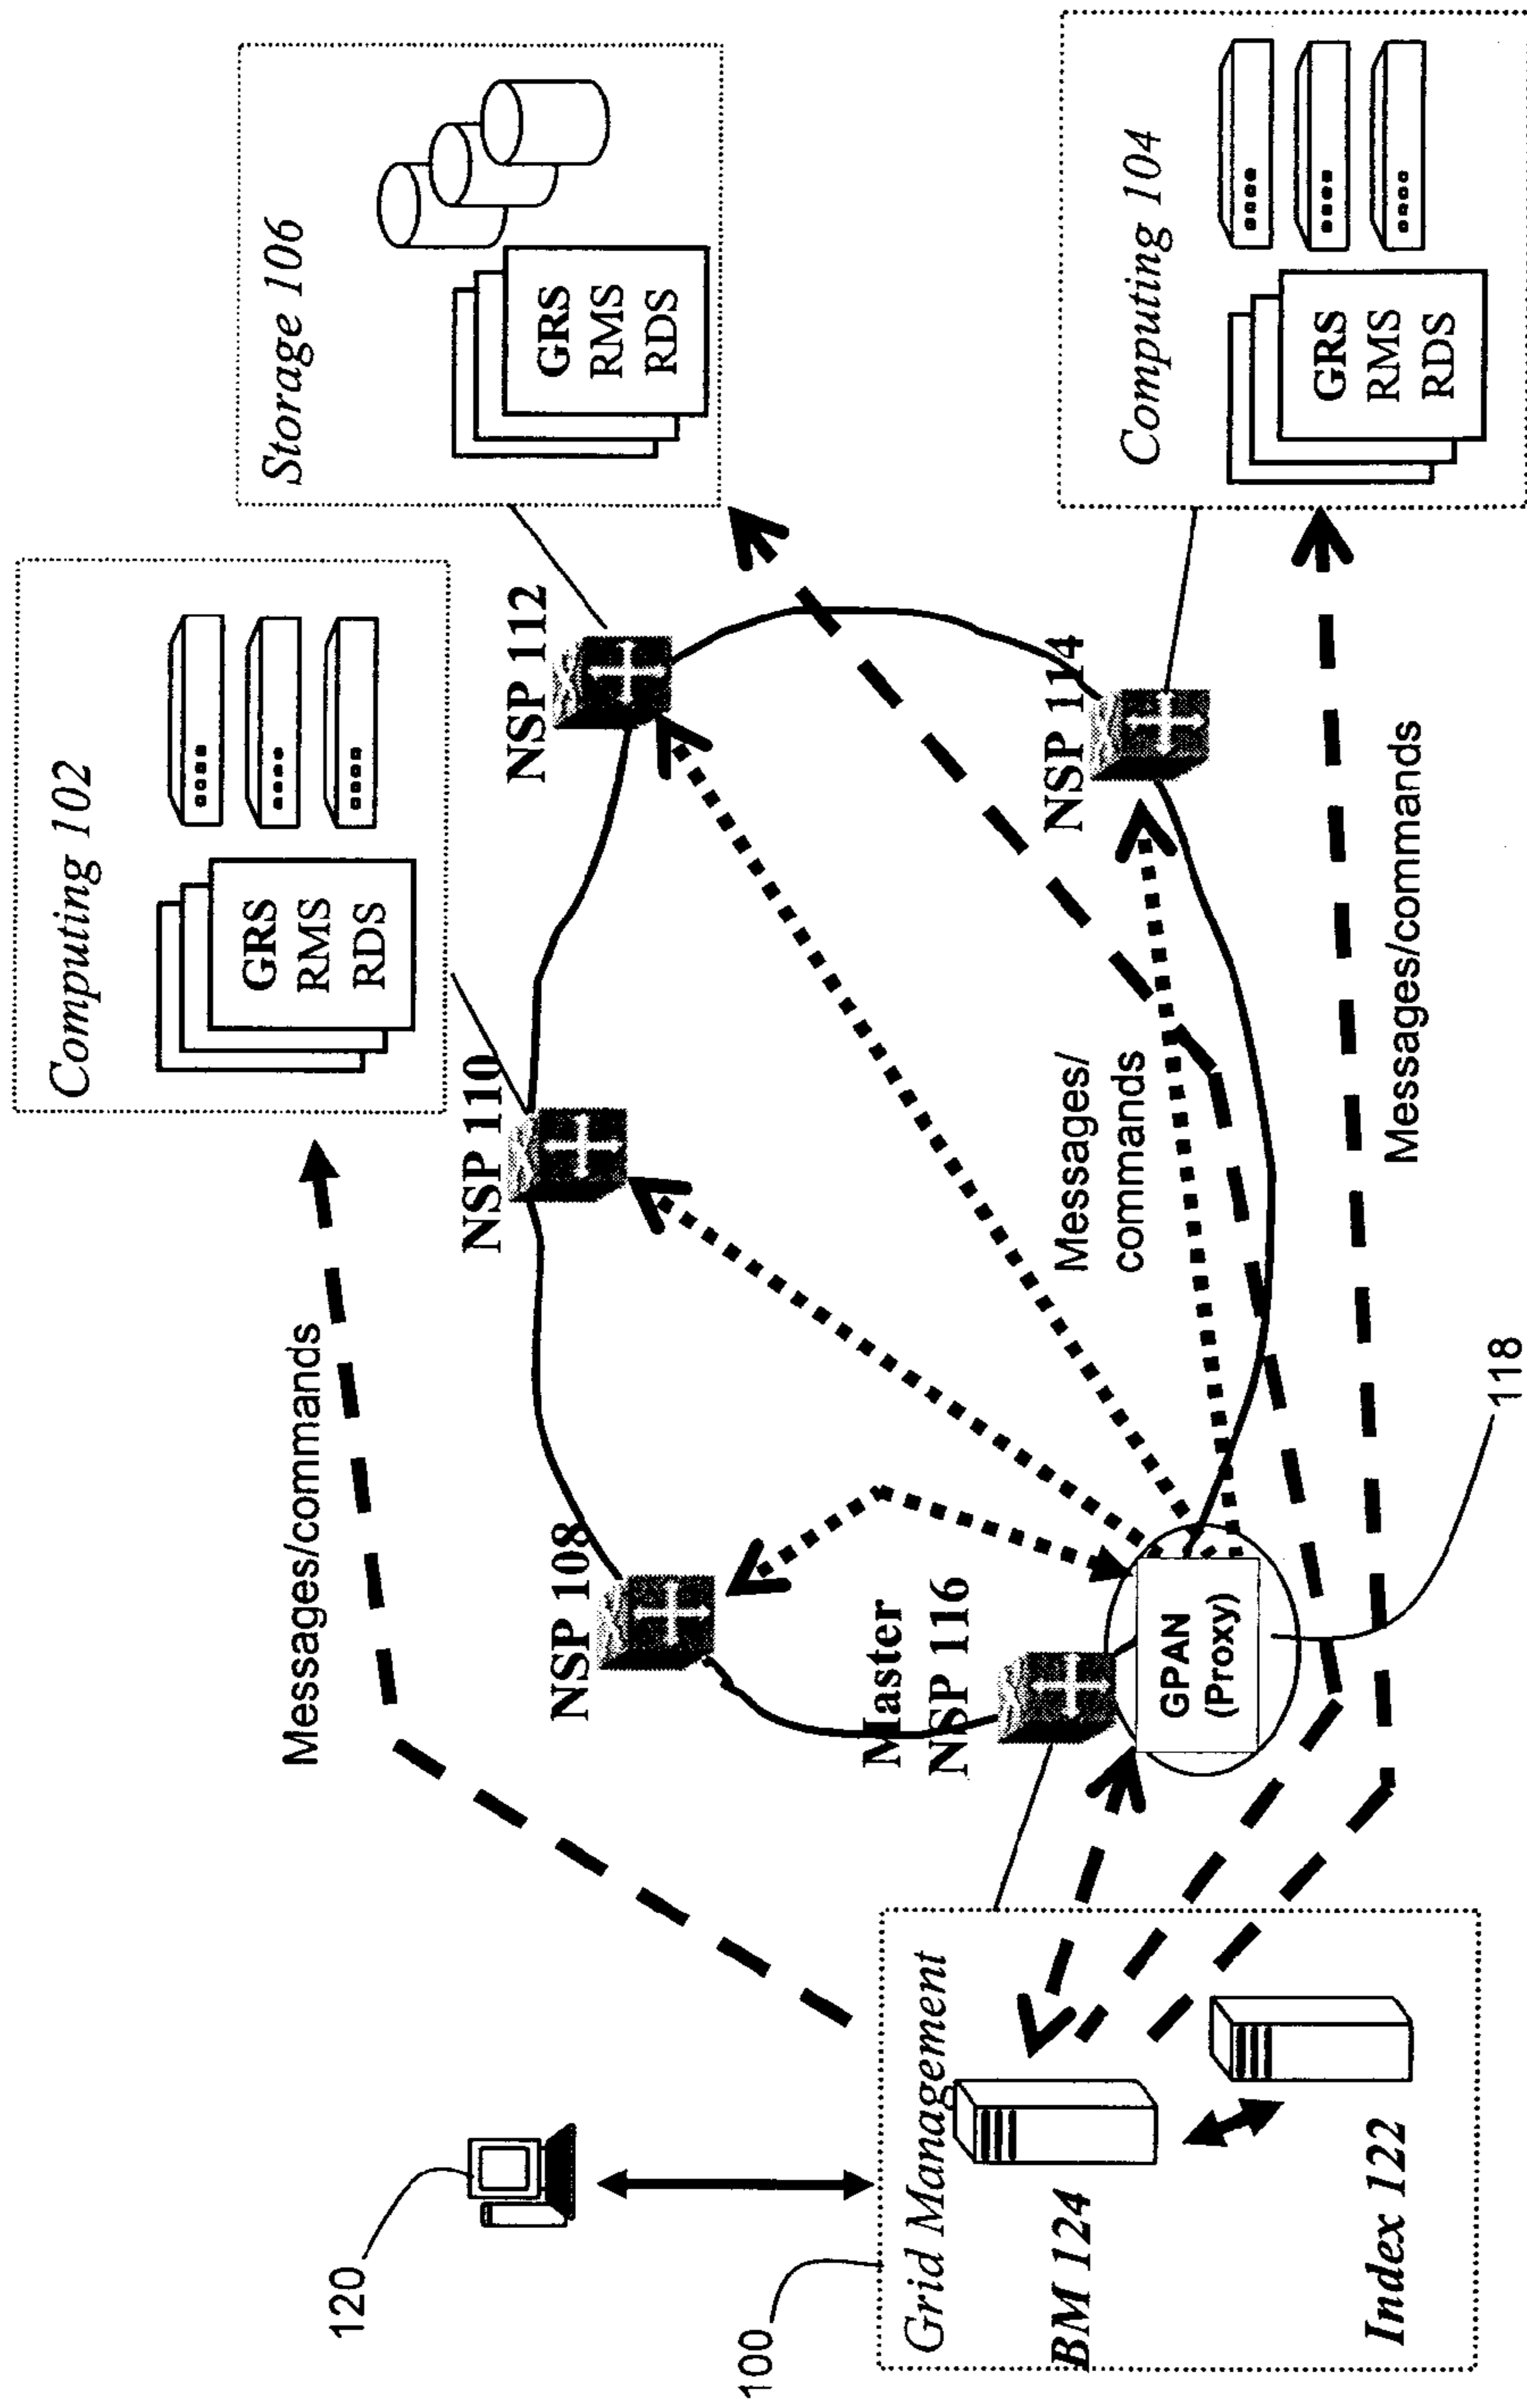 120
100
Grid Management
BM 124
Index 122
Messages/commands
Computing 102
GRS
RMS
RDS
Storage 106
GRS
RMS
RDS
NSP 108
NSP 110
NSP 112
Master
NSP 116
GPAN
(Proxy)
Messages/
commands
NSP 114
Computing 104
GRS
RMS
RDS
Messages/commands
118